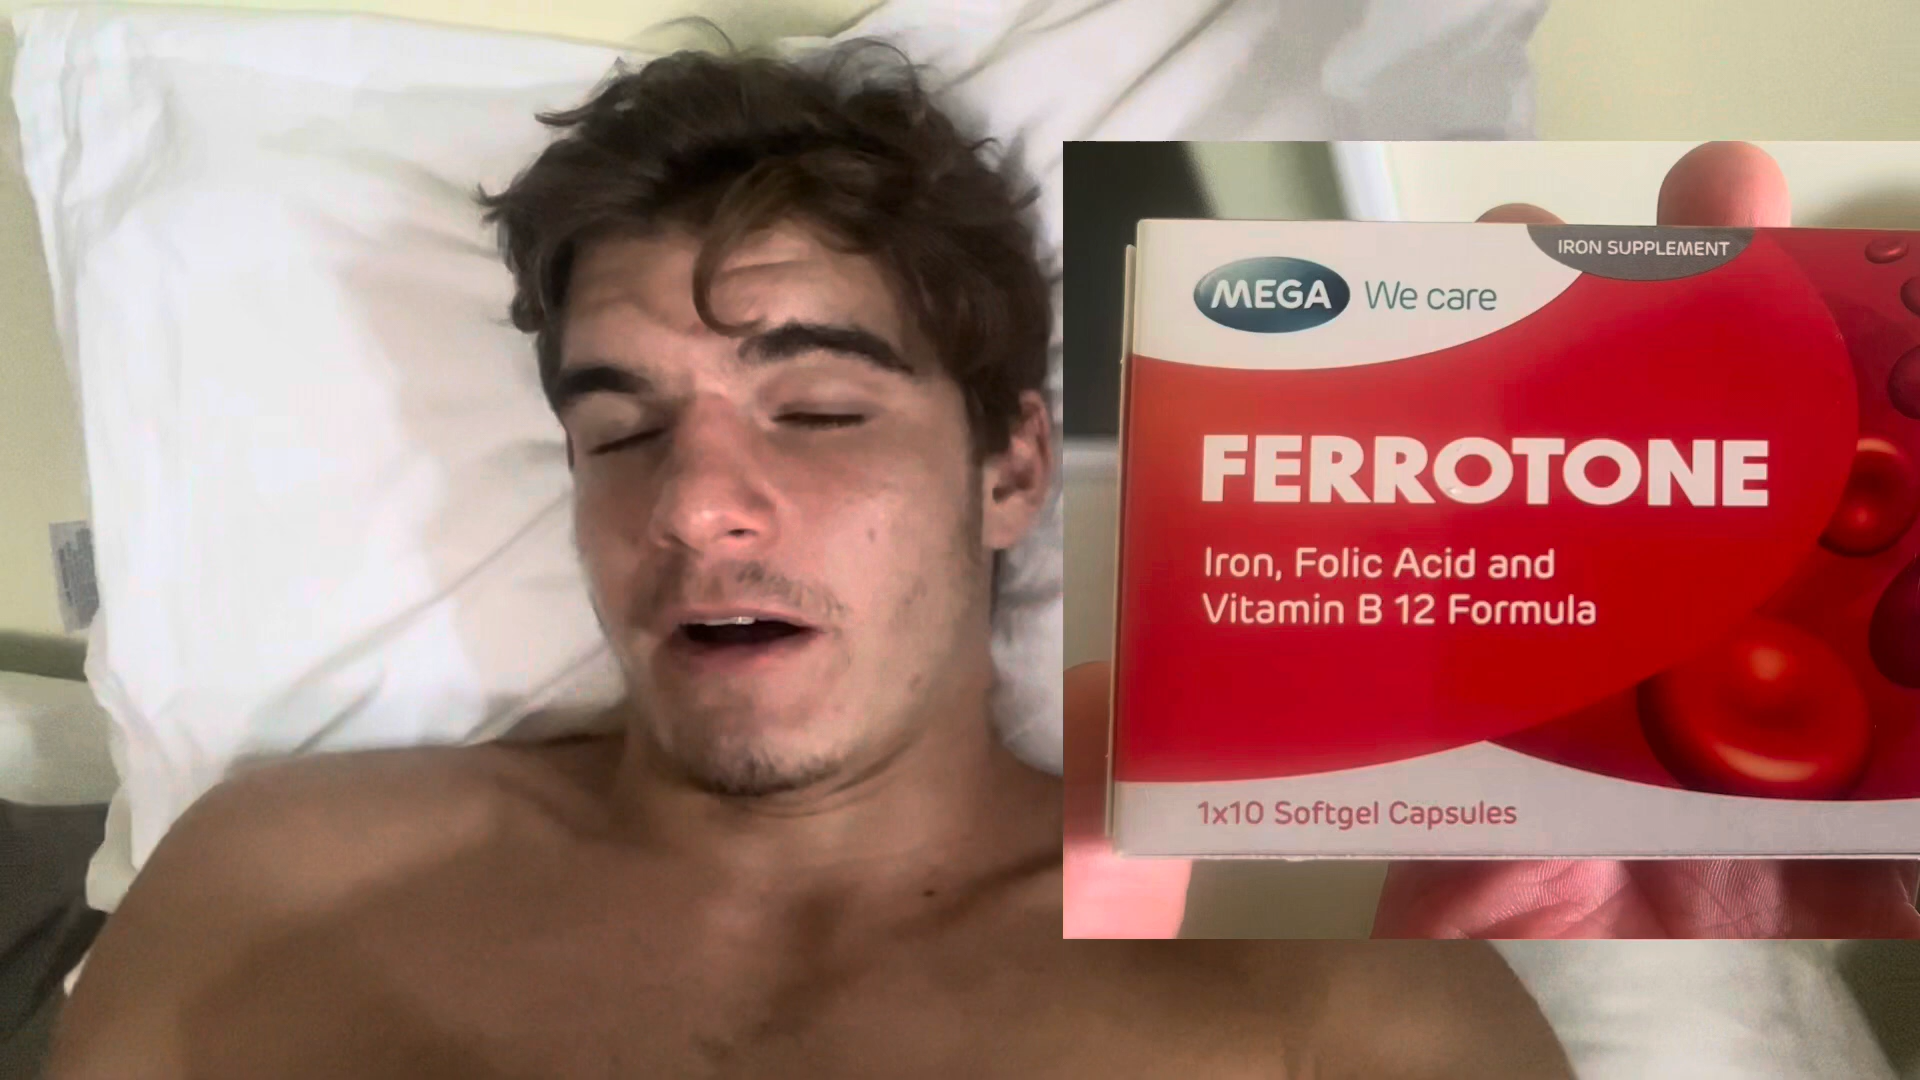 IRON SUPPLEMENT
MEGA We care
FERROTONE
Iron, Folic Acid and
Vitamin B 12 Formula
1x10 Softgel Capsules